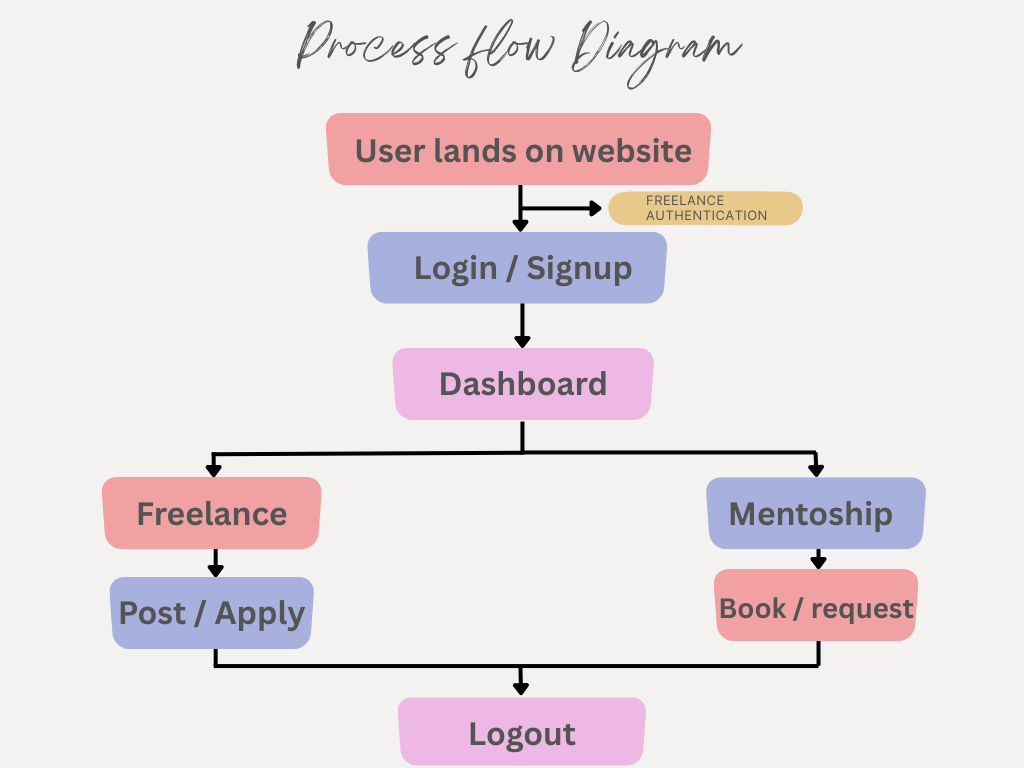 Process flow Diagram
User lands on website
FREELANCE
AUTHENTICATION
Login / Signup
Dashboard
Freelance
Mentoship
Post / Apply
Book / request
Logout